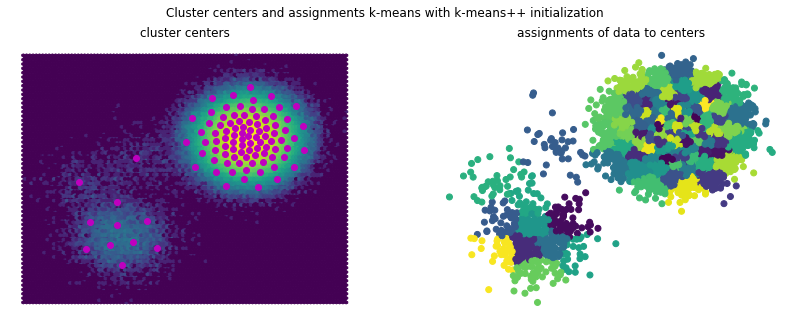 Cluster centers and assignments k-means with k-means++ initialization
cluster centers
assignments of data to centers